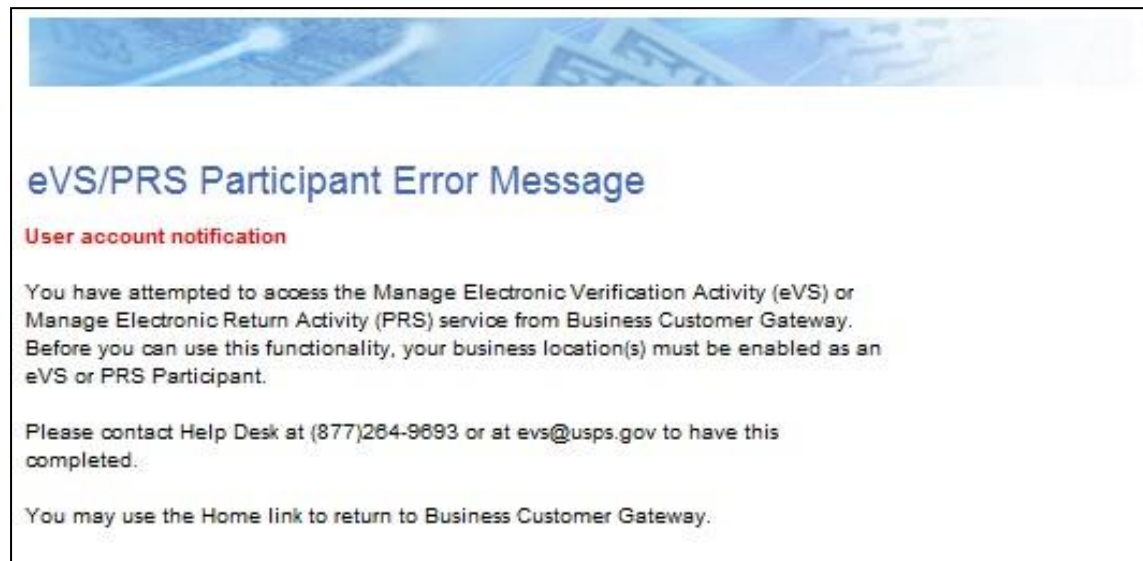 eVS/PRS Participant Error Message
User account notification
You have attempted to access the Manage Electronic Verification Activity (eVS) or
Manage Electronic Return Activity (PRS) service from Business Customer Gateway.
Before you can use this functionality, your business location(s) must be enabled as an
eVS or PRS Participant.
Please contact Help Desk at (877)264-9693 or at evs@usps.gov to have this
completed.
You may use the Home link to return to Business Customer Gateway.